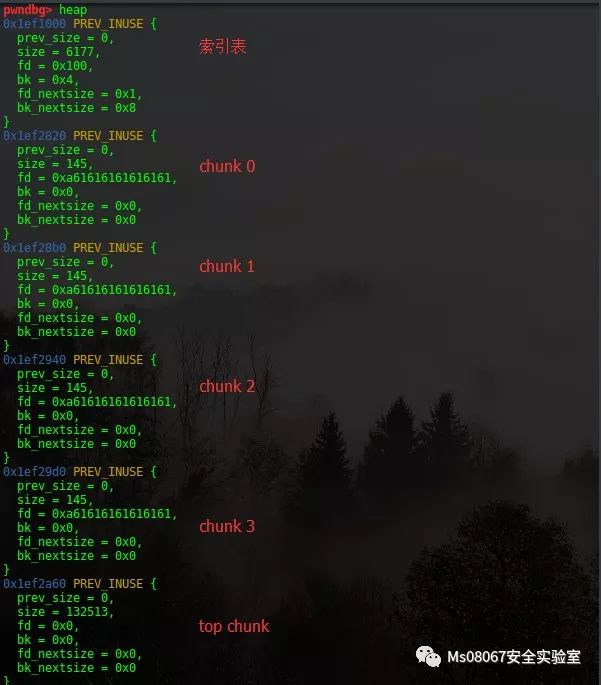 pwndbg> heap
0x1ef1000 PREV_INUSE {
prev_size = 0,
size = 6177,
索引表
fd = 0x100,
bk = 0x4,
fd_nextsize = 0x1,
bk_nextsize = 0x8
}
0x1ef2820 PREV_INUSE {
prev_size = 0,
size = 145,
chunk 0
fd = 0xa61616161616161,
bk = 0x0,
fd_nextsize = 0x0,
bk_nextsize = 0x0
}
0x1ef28b0 PREV_INUSE {
prev_size = 0,
chunk 1
size = 145,
fd = 0xa61616161616161,
bk = 0x0,
fd_nextsize = 0x0,
bk_nextsize = 0x0
}
0x1ef2940 PREV_INUSE {
prev_size = 0,
size = 145,
chunk 2
fd = 0xa61616161616161,
bk = 0x0,
fd_nextsize = 0x0,
bk_nextsize = 0x0
}
0x1ef29d0 PREV_INUSE {
prev_size = 0,
size = 145,
fd = 0xa61616161616161,
bk = 0x0,
chunk 3
fd_nextsize = 0x0,
bk_nextsize = 0x0
}
0x1ef2a60 PREV_INUSE {
prev_size = 0,
size = 132513,
fd = 0x0,
top chunk
bk = 0x0,
fd_nextsize = 0x0,
bk_nextsize = 0x0
}
Ms08067安全实验室